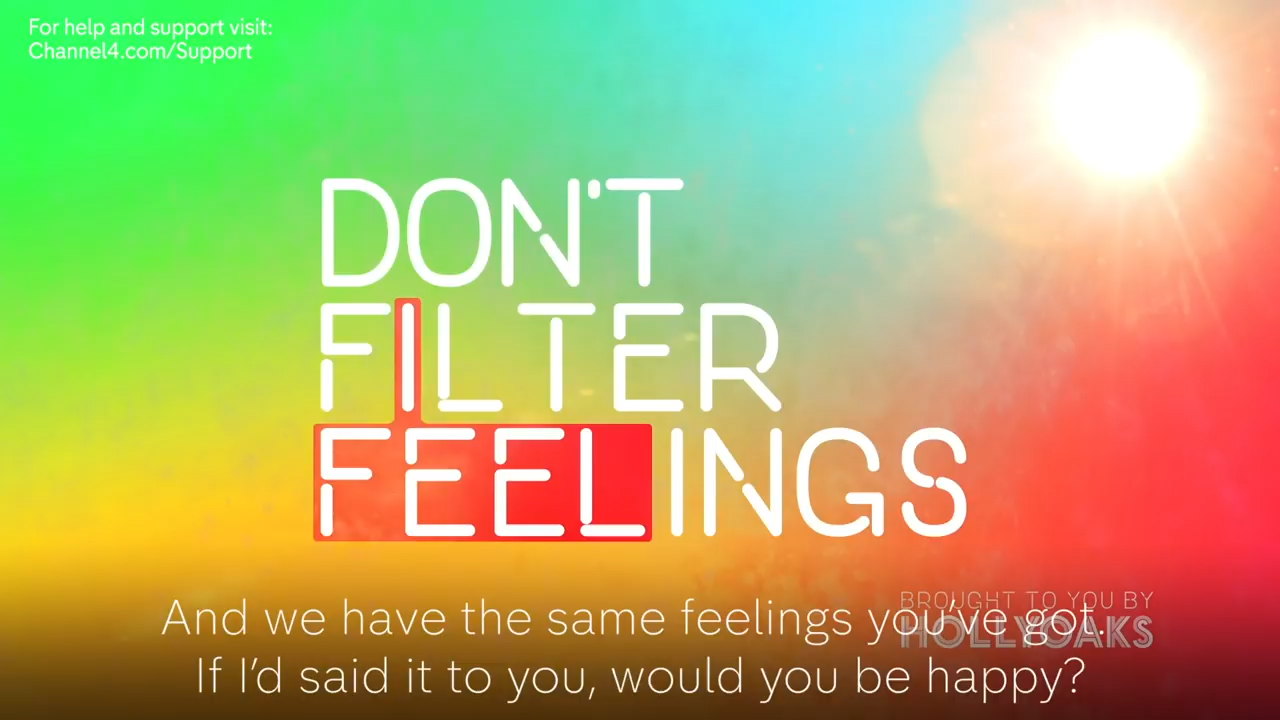 For help and support visit:
Channel4.com/Support
DON'T
FILTER
FEELINGS
BROUGHT TO YOU BY
HOLLYOAKS
And we have the same feelings you've got.
If I'd said it to you, would you be happy?